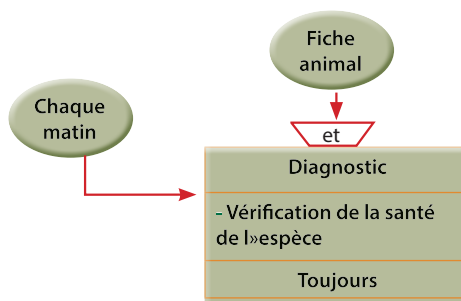 Fiche
animal
Chaque
matin
et
Diagnostic
- Vérification de la santé
de l»espèce
Toujours